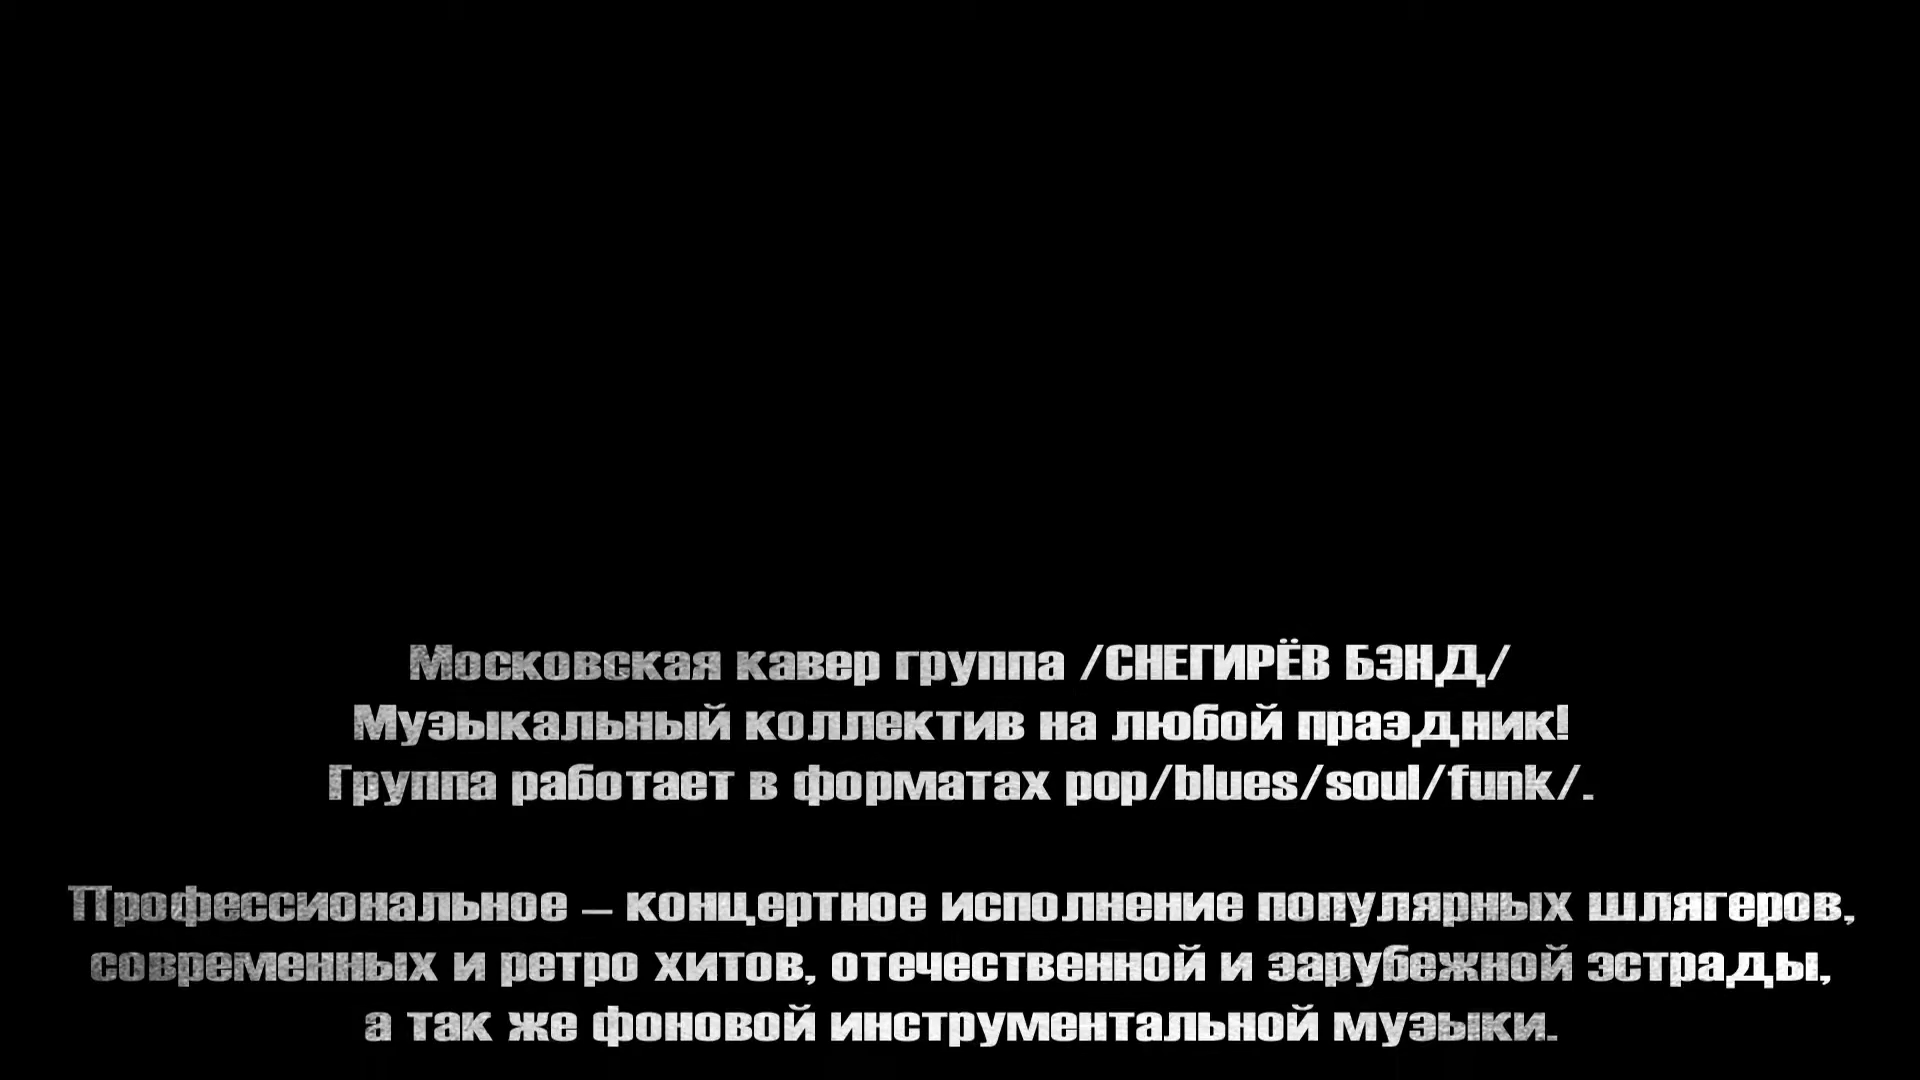 Московская кавер группа /СНЕГИРЁВ БЭНД/
Музыкальный коллектив на любой праздник!
Группа работает в форматах pop/blues/soul/funk/.
Профессиональное – концертное исполнение популярных шлягеров,
современных и ретро хитов, отечественной и зарубежной эстрады,
а так же фоновой инструментальной музыки.